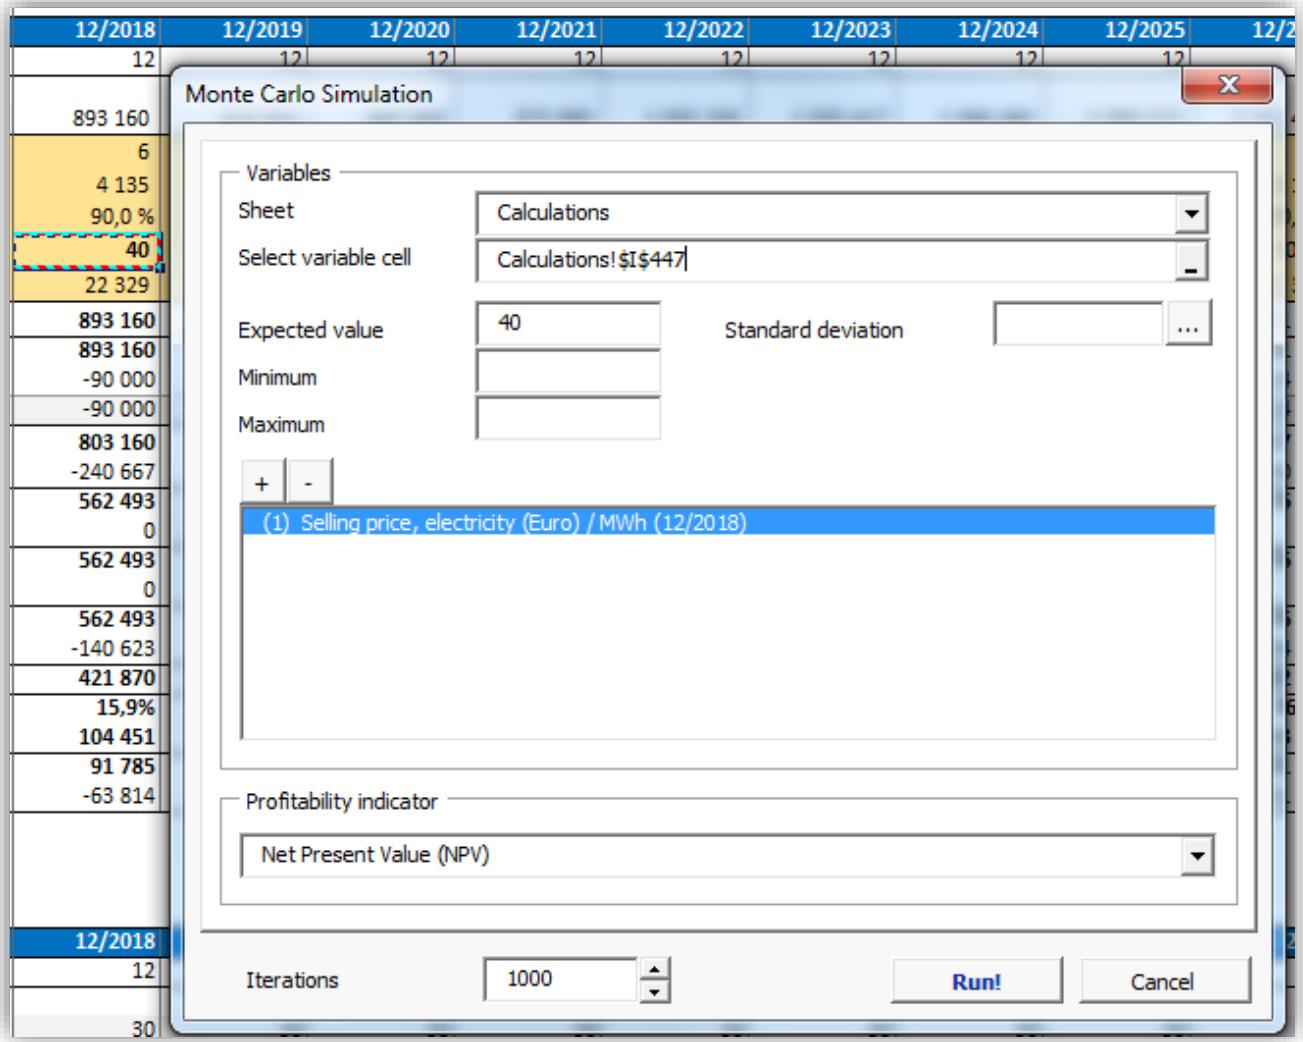 12/2018 12/2019 12/2020 12/2021 12/2022 12/2023 12/2024 12/2025 12/2
12 12 12 12 12 12 12 12
Monte Carlo Simulation
x
893 160
6
Variables
4 135
Sheet Calculations
90,0 %
40
Select variable cell Calculations!$I$447
22 329
893 160
Expected value 40 Standard deviation ...
893 160
-90 000
Minimum
-90 000
Maximum
803 160
-240 667
+ -
562 493
(1) Selling price, electricity (Euro) / MWh (12/2018)
0
562 493
0
562 493
-140 623
421 870
15,9%
104 451
91 785
-63 814
Profitability indicator
Net Present Value (NPV)
12/2018
12
Iterations 1000 Run! Cancel
30